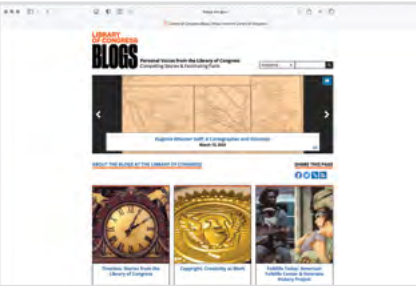 LIBRARY
OF CONGRESS
BLOGS
Personal Voices from the Library of Congress
Compelling Stories & Fascinating Facts
March 15, 2023
ABOUT THE BLOGS AT THE LIBRARY OF CONGRESS
SHARE THIS PAGE
Timeless: Stories from the
Library of Congress
Copyright: Creativity at Work
Folklife Today: American
Folklife Center & Veterans
History Project